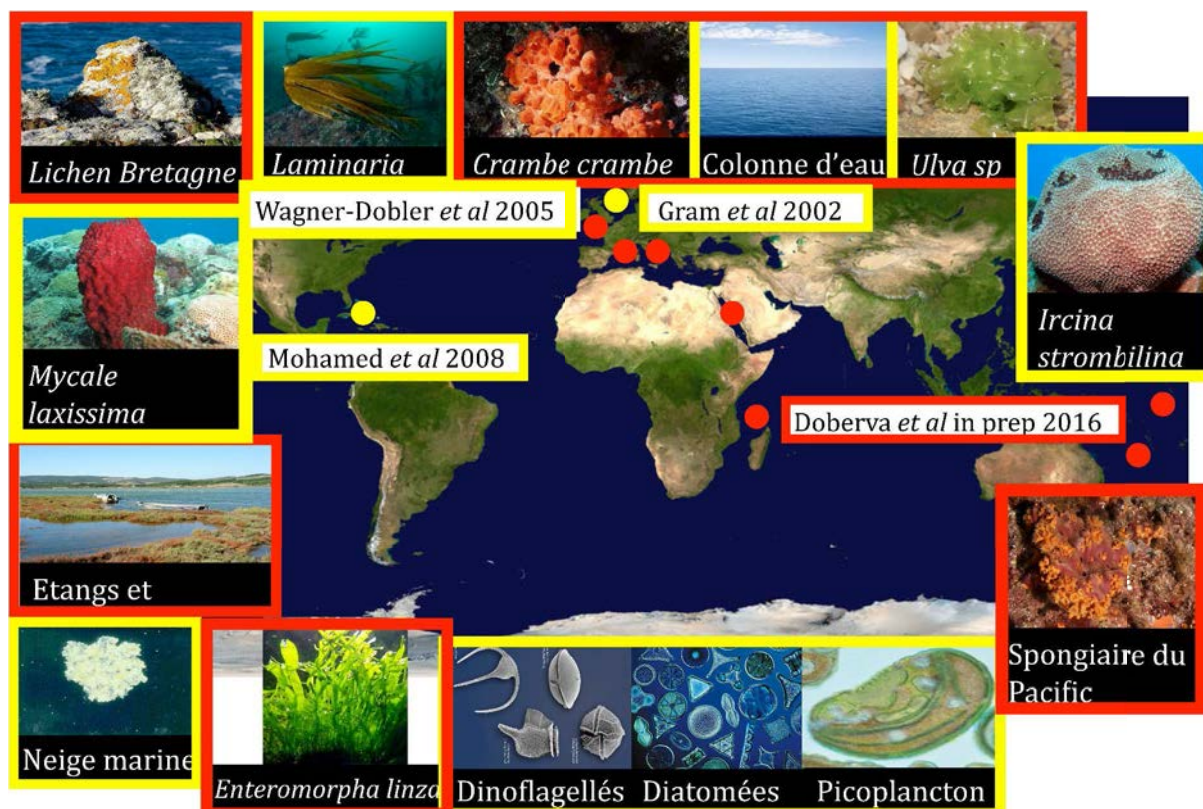 Lichen Bretagne
Laminaria
Crambe crambe
Colonne d'eau
Ulva sp
Wagner-Dobler et al 2005
Gram et al 2002
Mycale
laxissima
Mohamed et al 2008
Ircina
strombilina
Doberva et al in prep 2016
Etangs et
Spongiaire du
Pacific
Neige marine
Enteromorpha linza
Dinoflagellés
Diatomées
Picoplancton